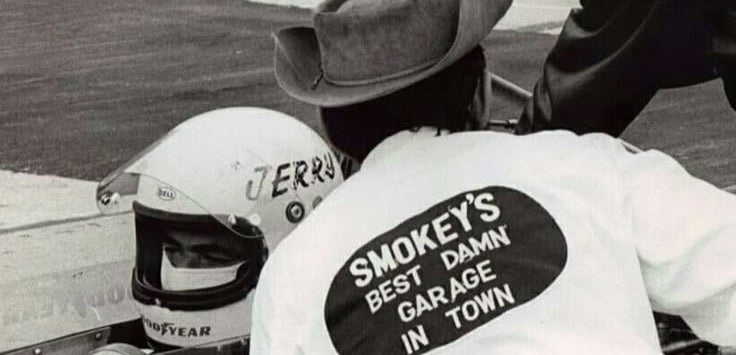 JERRY
BELL
GOODYEAR
SMOKEY'S
BEST DAMN
GARAGE
IN TOWN